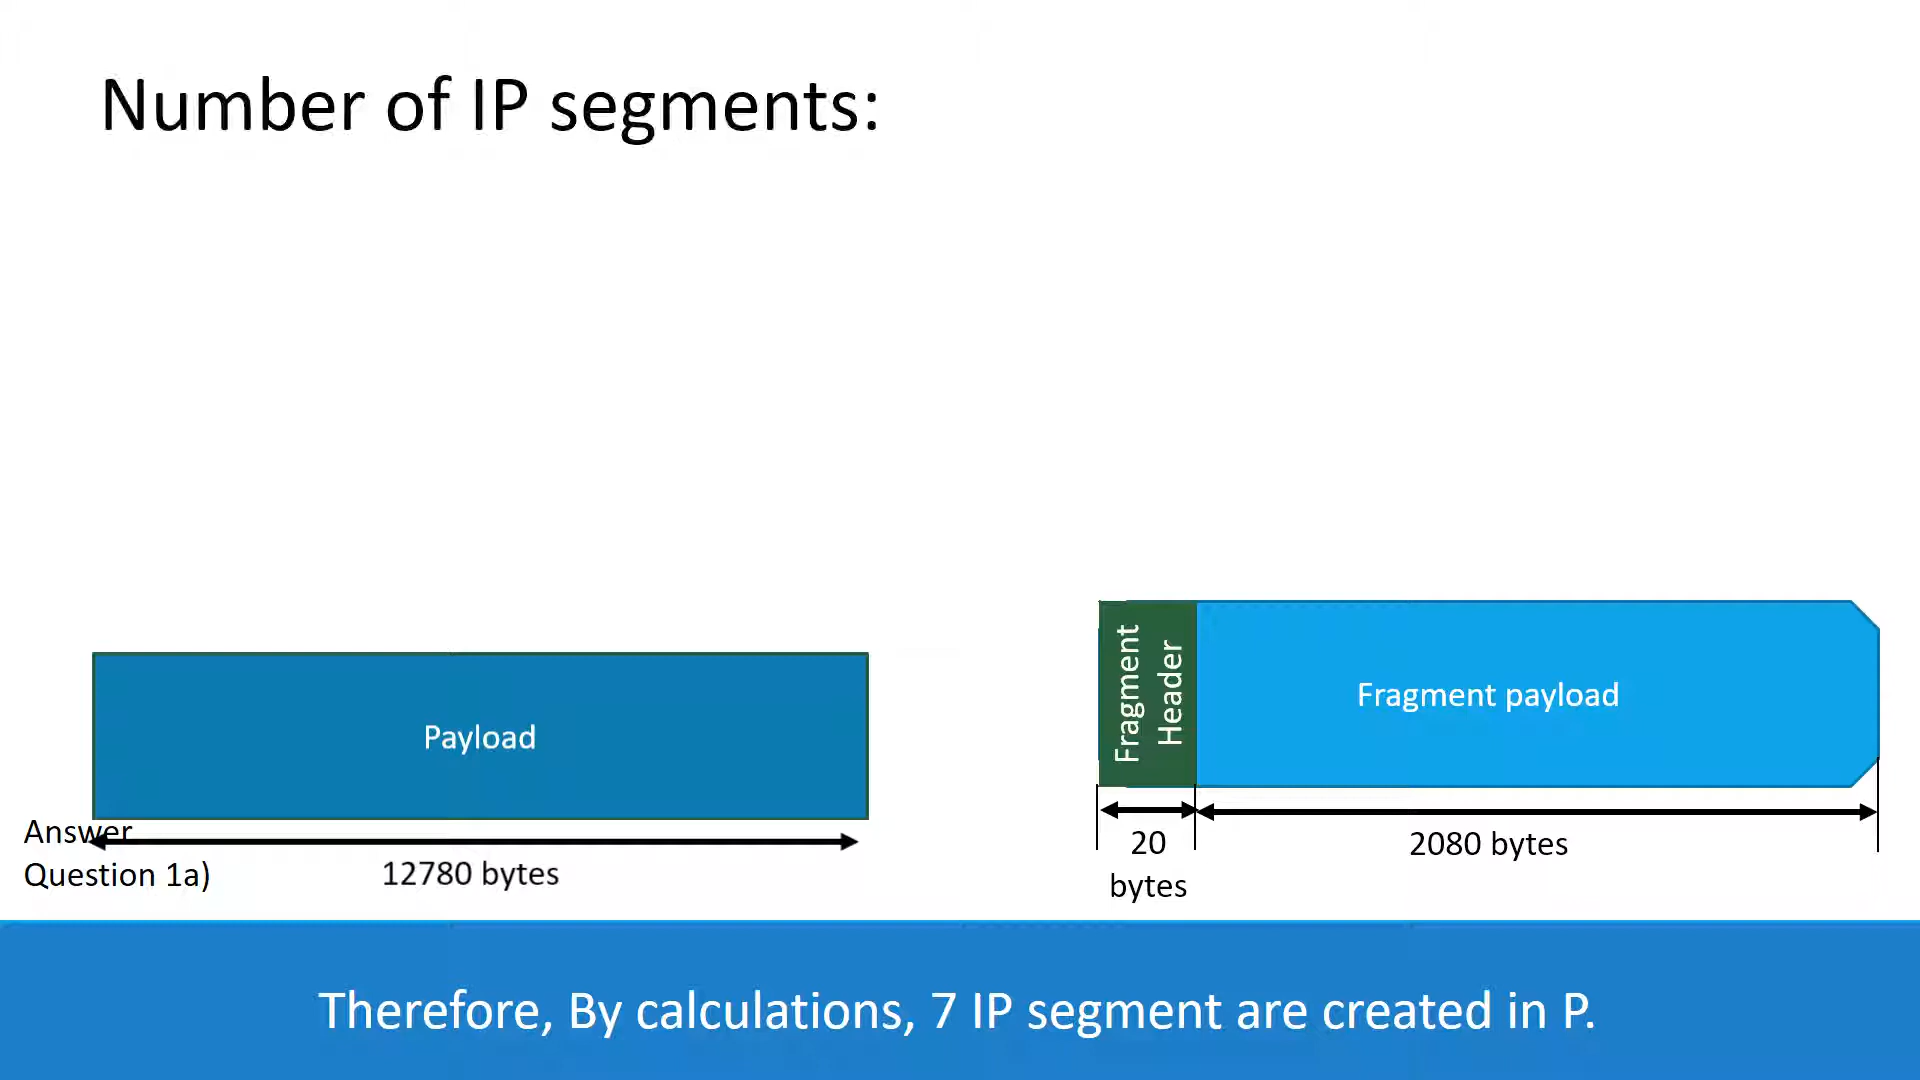 Number of IP segments:
Payload
Answer
Question 1a)
12780 bytes
Fragment
Header
Fragment payload
20
bytes
2080 bytes
Therefore, By calculations, 7 IP segment are created in P.